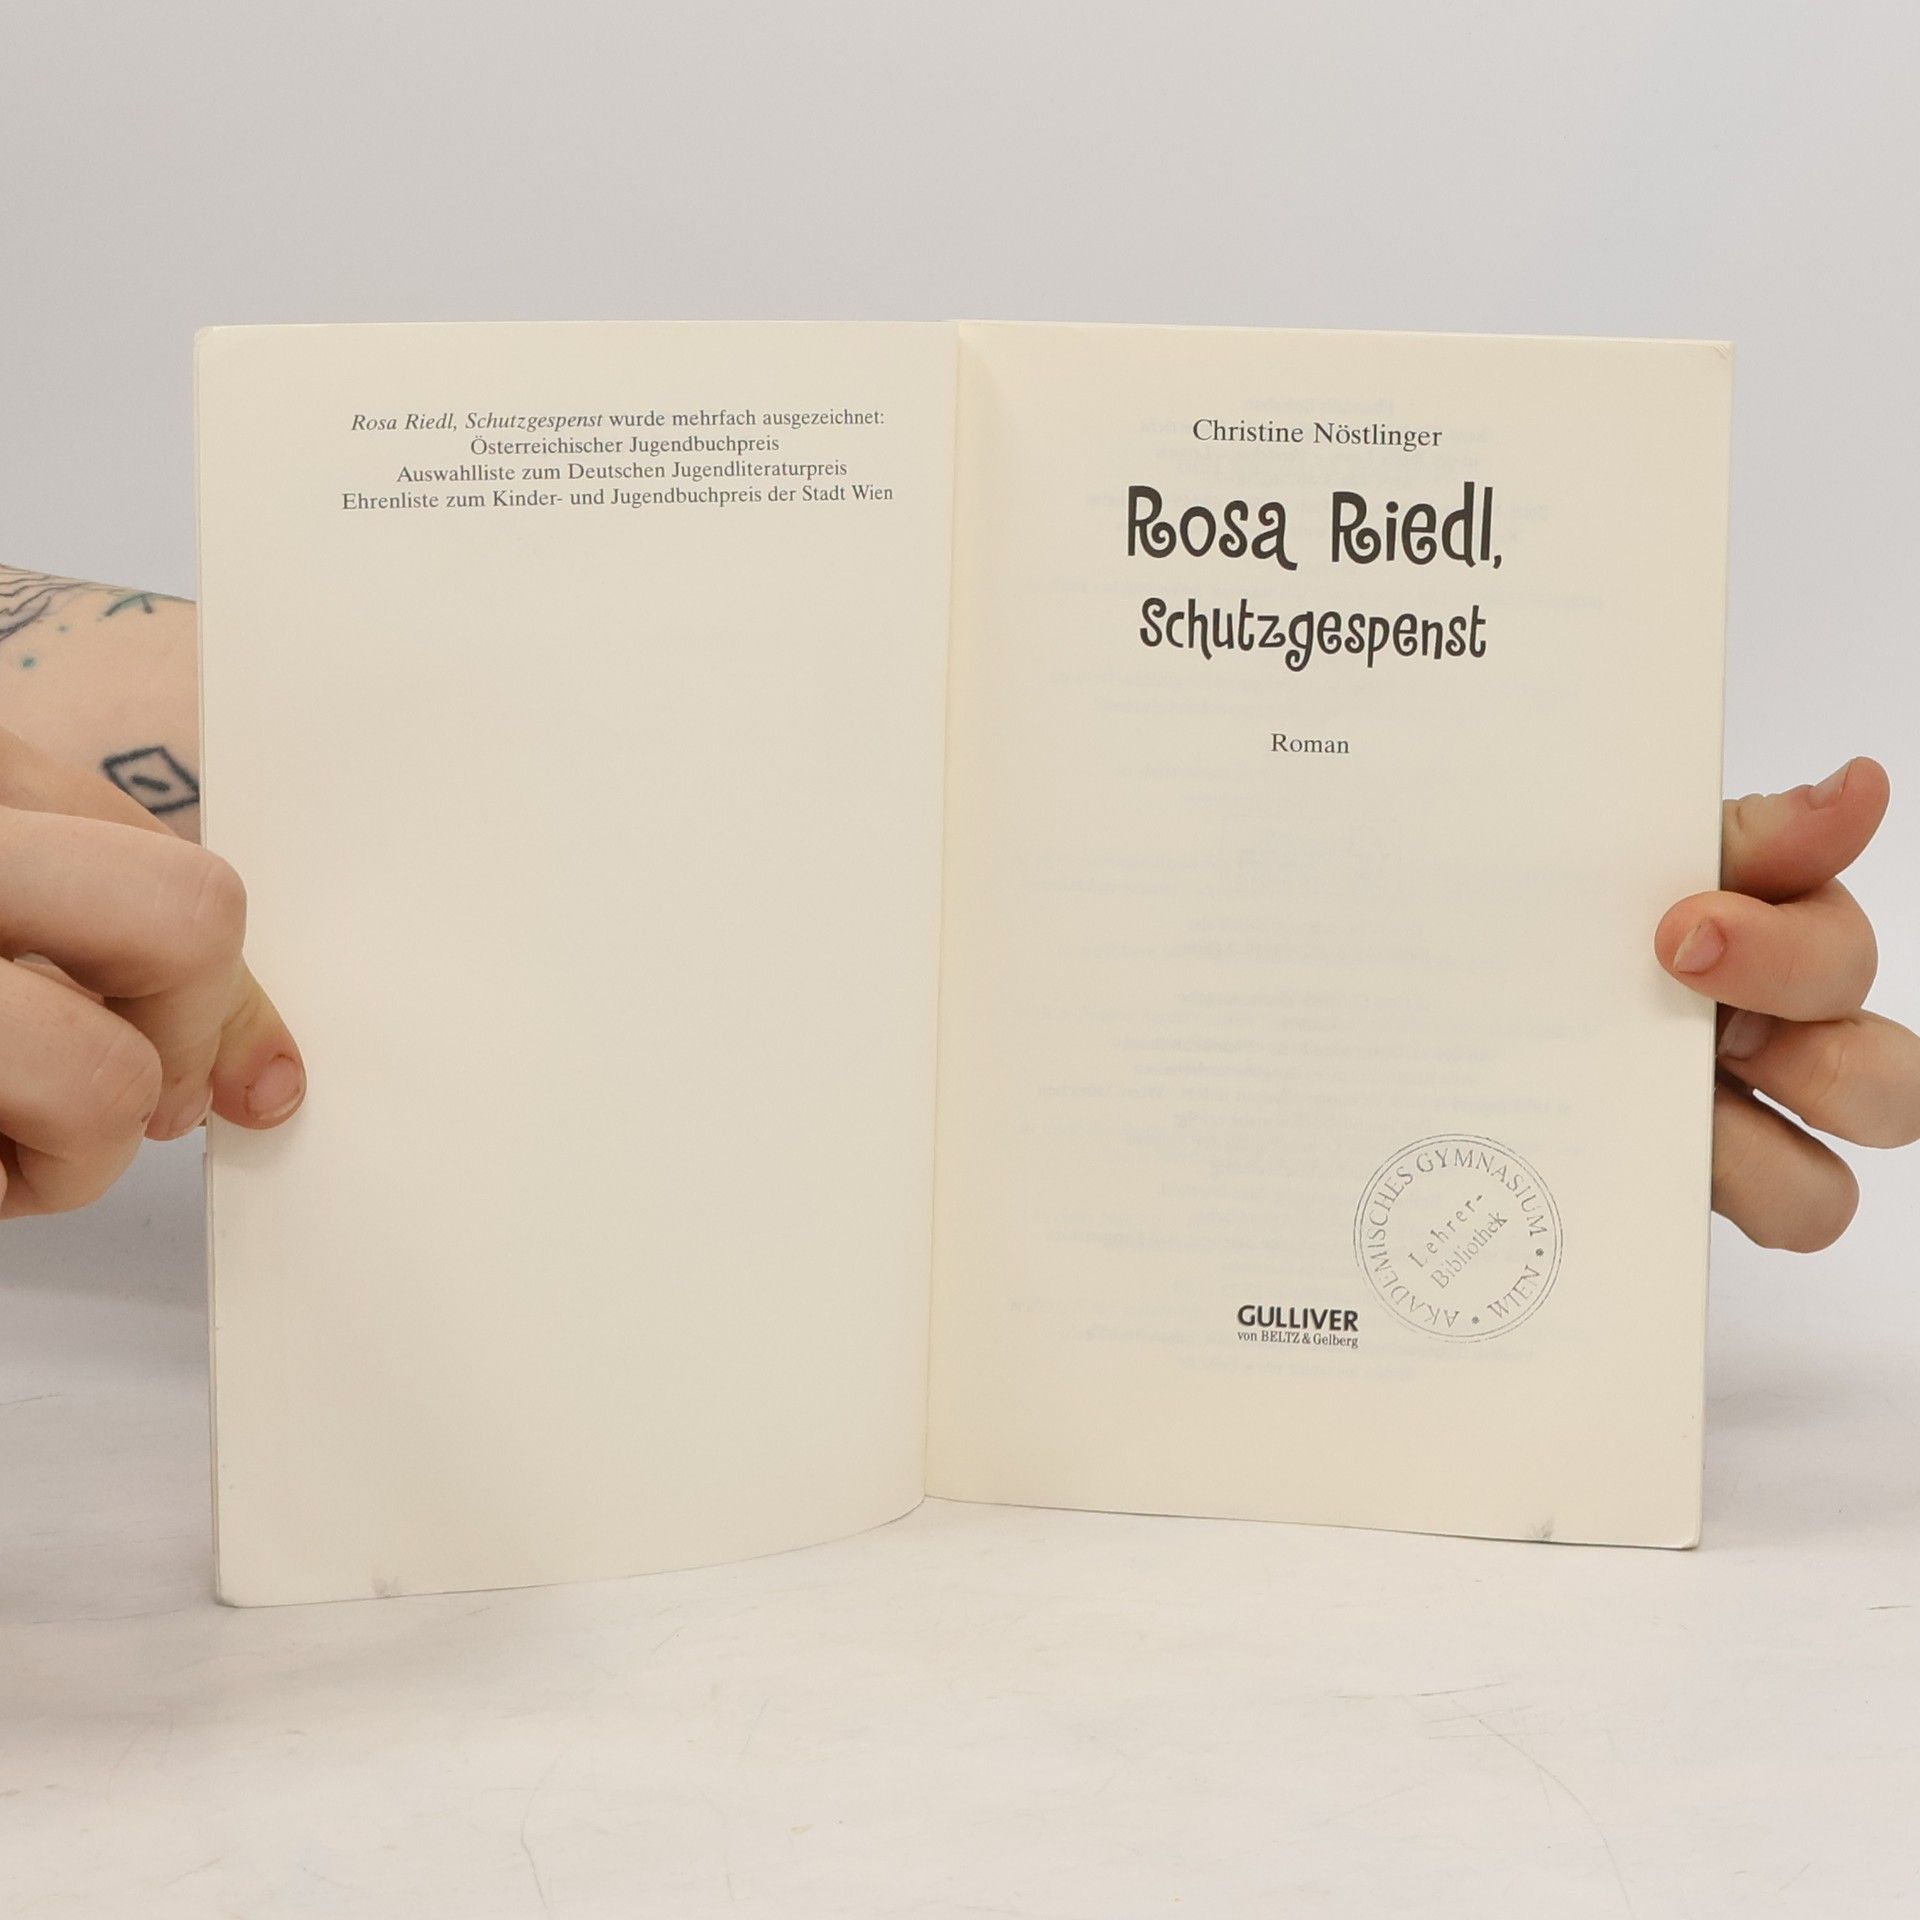 Rosa Riedl, Schutzgespenst wurde mehrfach ausgezeichnet:
Österreichischer Jugendbuchpreis
Auswahlliste zum Deutschen Jugendliteraturpreis
Ehrenliste zum Kinder- und Jugendbuchpreis der Stadt Wien
Christine Nöstlinger
Rosa Riedl,
Schutzgespenst
Roman
AKADEMISCHES GYMNASIUM • WIEN •
Lehrer-
Bibliothek
GULLIVER
von BELTZ & Gelberg